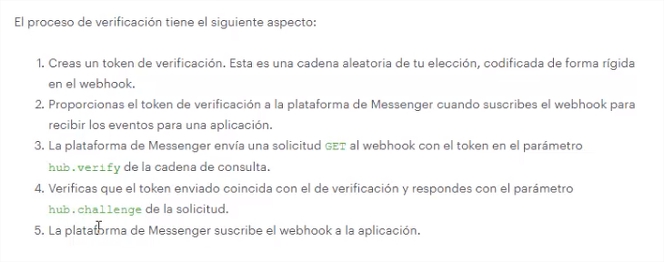 El proceso de verificación tiene el siguiente aspecto:
1. Creas un token de verificación. Esta es una cadena aleatoria de tu elección, codificada de forma rígida
en el webhook.
2. Proporcionas el token de verificación a la plataforma de Messenger cuando suscribes el webhook para
recibir los eventos para una aplicación.
3. La plataforma de Messenger envía una solicitud GET al webhook con el token en el parámetro
hub.verify de la cadena de consulta.
4. Verificas que el token enviado coincida con el de verificación y respondes con el parámetro
hub.challenge de la solicitud.
5. La plataforma de Messenger suscribe el webhook a la aplicación.